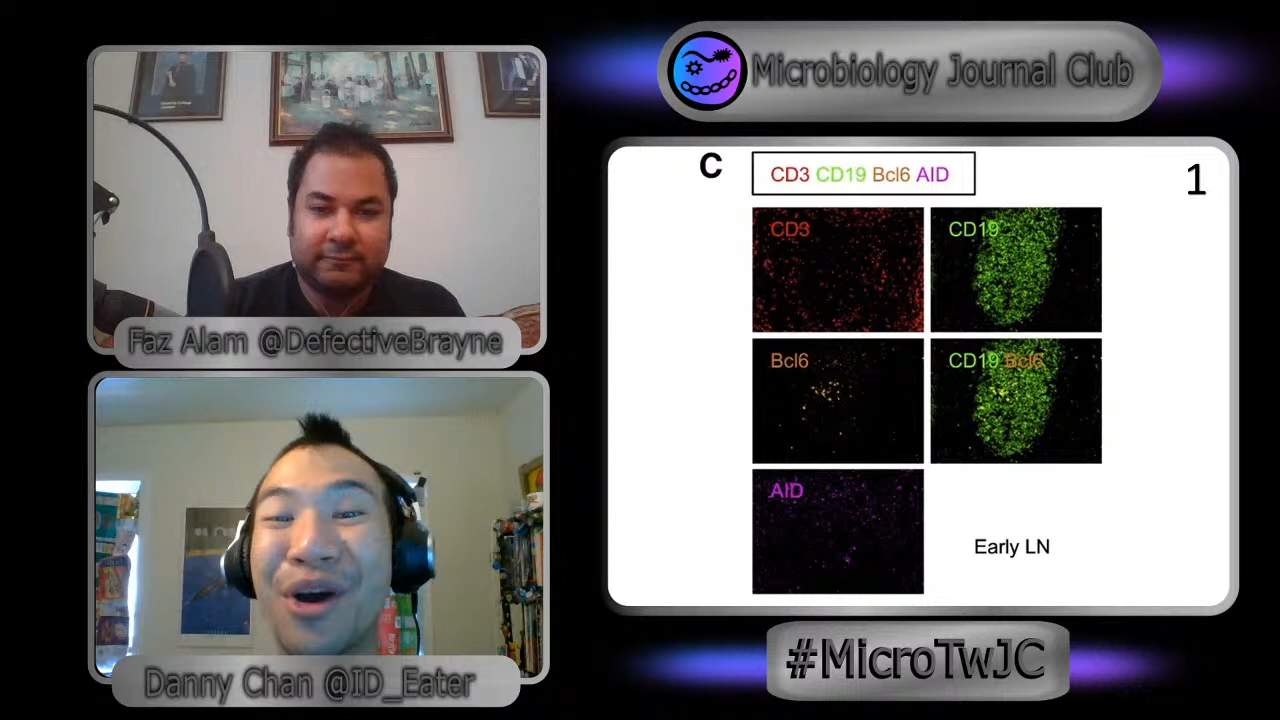 Microbiology Journal Club
Faz Alam @DefectiveBrayne
Danny Chan @ID_Eater
C
1
CD3 CD19 Bcl6 AID
CD3
CD19
Bcl6
CD19 Bcl6
AID
Early LN
#MicroTwJC